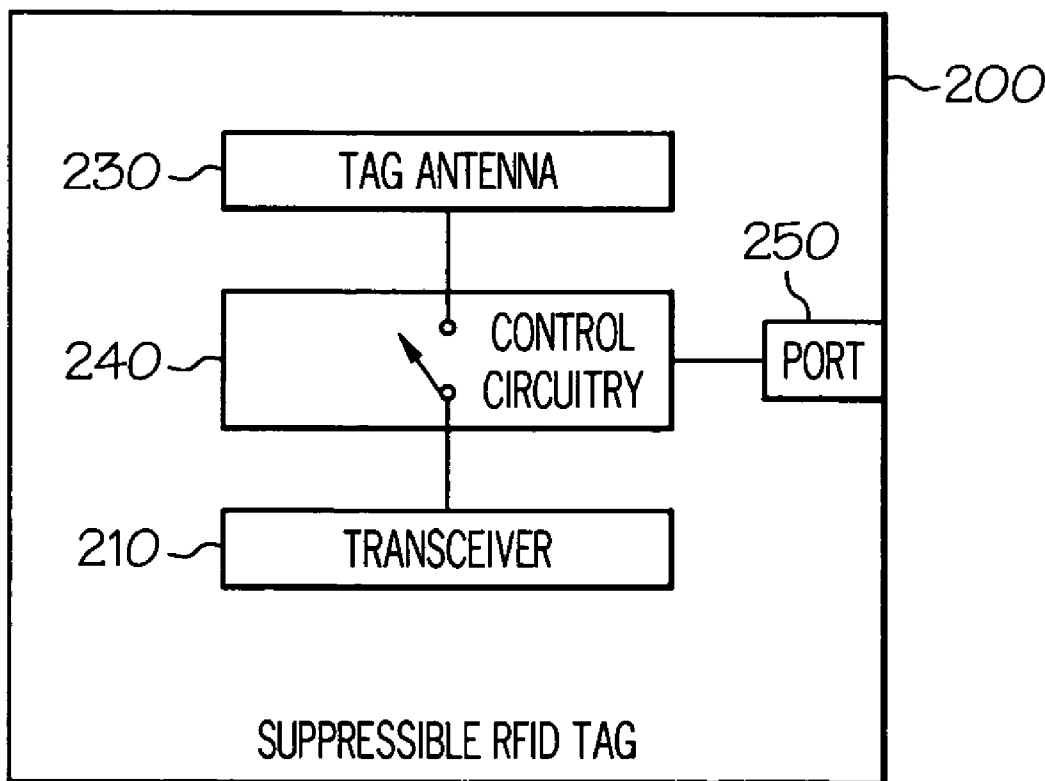 200
230
TAG ANTENNA
250
240
CONTROL
CIRCUITRY
PORT
210
TRANSCEIVER
SUPPRESSIBLE RFID TAG